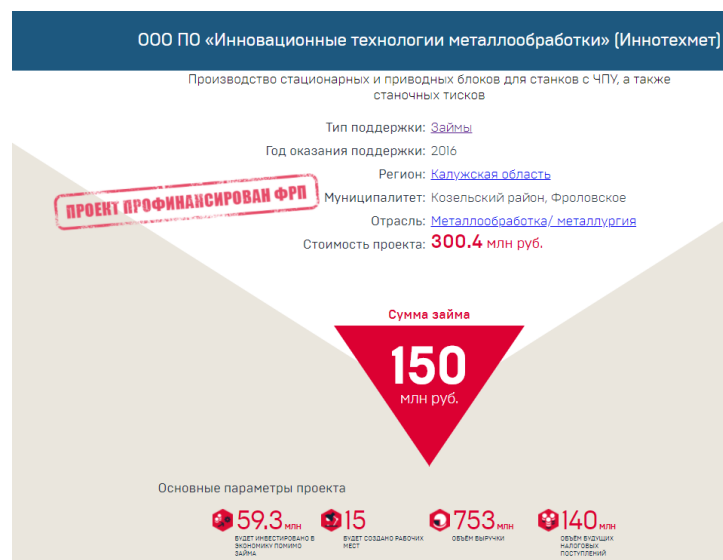 ООО ПО «Инновационные технологии металлообработки» (Иннотехмет)
Производство стационарных и приводных блоков для станков с ЧПУ, а также
станочных тисков
Тип поддержки: Займы
Год оказания поддержки: 2016
Регион: Калужская область
ПРОЕКТ ПРОФИНАНСИРОВАН ФРП
Муниципалитет: Козельский район, Фроловское
Отрасль: Металлообработка/ металлургия
Стоимость проекта: 300.4 млн руб.
Сумма займа
150
млн руб.
Основные параметры проекта
59.3 млн
БУДЕТ ИНВЕСТИРОВАНО В
ЭКОНОМИКУ ПОМИМО
ЗАЙМА
15
БУДЕТ СОЗДАНО РАБОЧИХ
МЕСТ
753 млн
ОБЪЁМ ВЫРУЧКИ
140 млн
ОБЪЁМ БУДУЩИХ
НАЛОГОВЫХ
ПОСТУПЛЕНИЙ